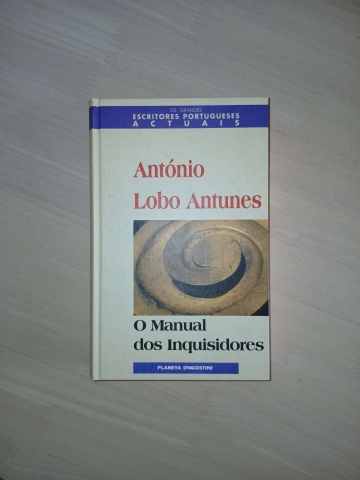 OS GRANDES
ESCRITORES PORTUGUESES
ACTUAIS
António
Lobo Antunes
O Manual
dos Inquisidores
PLANETA DeAGOSTINI